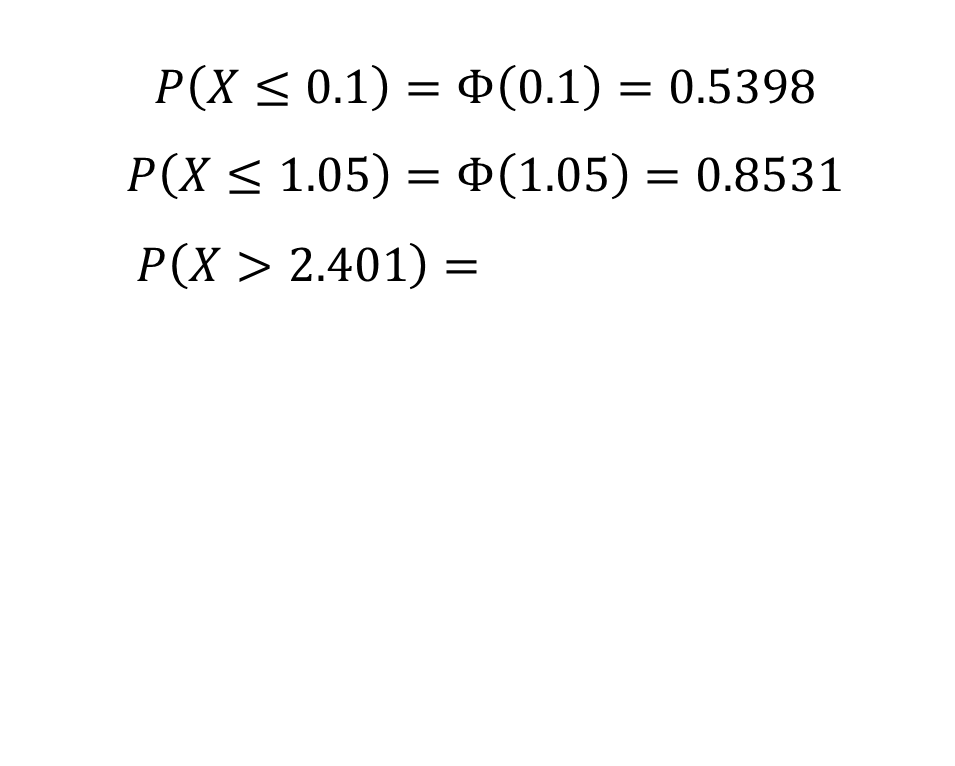 P(X ≤ 0.1) = Φ(0.1) = 0.5398
P(X ≤ 1.05) = Φ(1.05) = 0.8531
P(X > 2.401) =